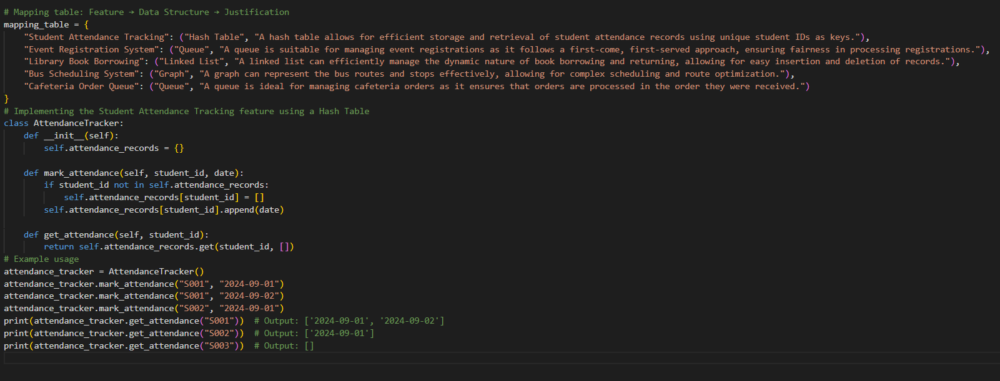 # Mapping table: Feature → Data Structure → Justification
mapping_table = {
    "Student Attendance Tracking": ("Hash Table", "A hash table allows for efficient storage and retrieval of student attendance records using unique student IDs as keys."),
    "Event Registration System": ("Queue", "A queue is suitable for managing event registrations as it follows a first-come, first-served approach, ensuring fairness in processing registrations."),
    "Library Book Borrowing": ("Linked List", "A linked list can efficiently manage the dynamic nature of book borrowing and returning, allowing for easy insertion and deletion of records."),
    "Bus Scheduling System": ("Graph", "A graph can represent the bus routes and stops effectively, allowing for complex scheduling and route optimization."),
    "Cafeteria Order Queue": ("Queue", "A queue is ideal for managing cafeteria orders as it ensures that orders are processed in the order they were received.")
}
# Implementing the Student Attendance Tracking feature using a Hash Table
class AttendanceTracker:
    def __init__(self):
        self.attendance_records = {}

    def mark_attendance(self, student_id, date):
        if student_id not in self.attendance_records:
            self.attendance_records[student_id] = []
        self.attendance_records[student_id].append(date)

    def get_attendance(self, student_id):
        return self.attendance_records.get(student_id, [])
# Example usage
attendance_tracker = AttendanceTracker()
attendance_tracker.mark_attendance("S001", "2024-09-01")
attendance_tracker.mark_attendance("S001", "2024-09-02")
attendance_tracker.mark_attendance("S002", "2024-09-01")
print(attendance_tracker.get_attendance("S001"))  # Output: ['2024-09-01', '2024-09-02']
print(attendance_tracker.get_attendance("S002"))  # Output: ['2024-09-01']
print(attendance_tracker.get_attendance("S003"))  # Output: []